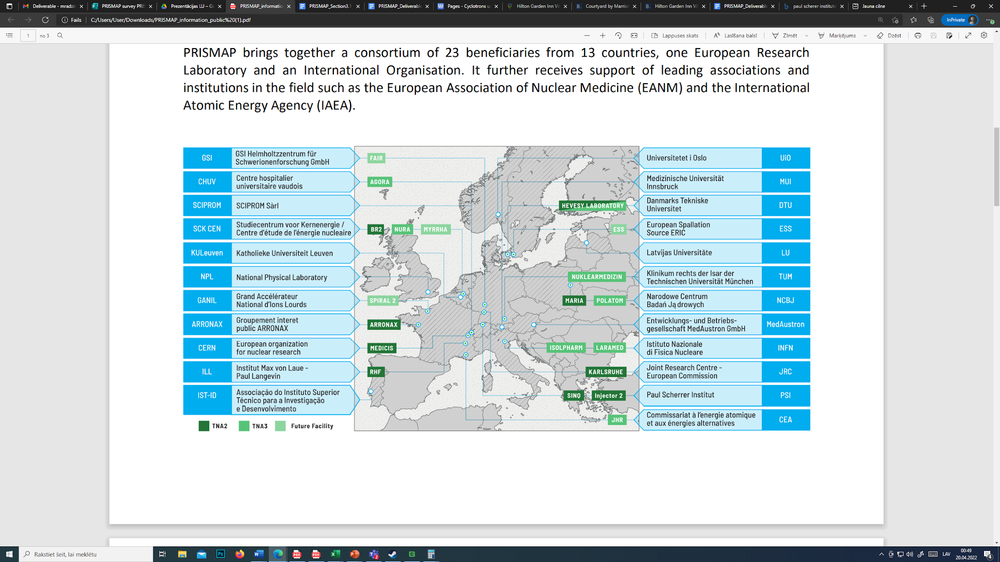 Deliverable - mradzi
PRISMAP survey PRIS
Prezentācijas LU – Go
PRISMAP_informatio
PRISMAP_Section3.1_
PRISMAP_Deliverable
Pages - Cyclotrons u
Hilton Garden Inn Vi
Courtyard by Marriot
Hilton Garden Inn Vi
PRISMAP_Deliverable
paul scherer institute
Jauna cilne
Fails
C:/Users/User/Downloads/PRISMAP_information_public%20(1).pdf
InPrivate
1 no 3
Lappuses skats
Lasīšana balsī
Zīmēt
Marķējums
Dzēst
PRISMAP brings together a consortium of 23 beneficiaries from 13 countries, one European Research
Laboratory and an International Organisation. It further receives support of leading associations and
institutions in the field such as the European Association of Nuclear Medicine (EANM) and the International
Atomic Energy Agency (IAEA).
GSI
GSI Helmholtzzentrum für
Schwerionenforschung GmbH
CHUV
Centre hospitalier
universitaire vaudois
SCIPROM
SCIPROM Sàrl
SCK CEN
Studiecentrum voor Kernenergie /
Centre d'étude de l'énergie nucleaire
KULeuven
Katholieke Universiteit Leuven
NPL
National Physical Laboratory
GANIL
Grand Accélérateur
National d'Ions Lourds
ARRONAX
Groupement interet
public ARRONAX
CERN
European organization
for nuclear research
ILL
Institut Max von Laue -
Paul Langevin
IST-ID
Associação do Instituto Superior
Técnico para a Investigação
e Desenvolvimento
TNA2
TNA3
Future Facility
FAIR
AGORA
BR2
NURA
MYRRHA
SPIRAL 2
ARRONAX
MEDICIS
RHF
HEVESY LABORATORY
ESS
NUKLEARMEDIZIN
MARIA
POLATOM
ISOLPHARM
LARAMED
KARLSRUHE
SINQ
Injector 2
JHR
Universitetet i Oslo
UiO
Medizinische Universität
Innsbruck
MUI
Danmarks Tekniske
Universitet
DTU
European Spallation
Source ERIC
ESS
Latvijas Universitāte
LU
Klinikum rechts der Isar der
Technischen Universität München
TUM
Narodowe Centrum
Badań Ją drowych
NCBJ
Entwicklungs- und Betriebs-
gesellschaft MedAustron GmbH
MedAustron
Istituto Nazionale
di Fisica Nucleare
INFN
Joint Research Centre -
European Commission
JRC
Paul Scherrer Institut
PSI
Commissariat à l'energie atomique
et aux énergies alternatives
CEA
Rakstiet šeit, lai meklētu
LAV
00:49
20.04.2022
4